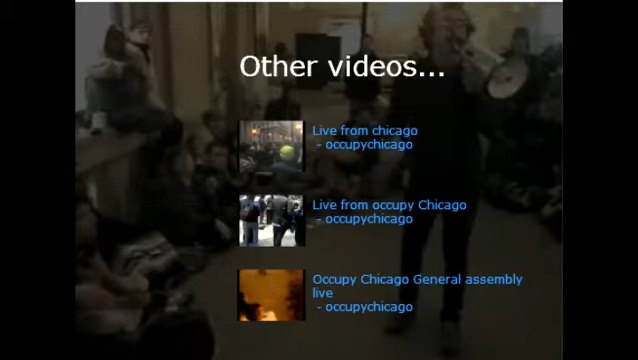 Other videos...
Live from chicago
- occupychicago
Live from occupy Chicago
- occupychicago
Occupy Chicago General assembly
live
- occupychicago